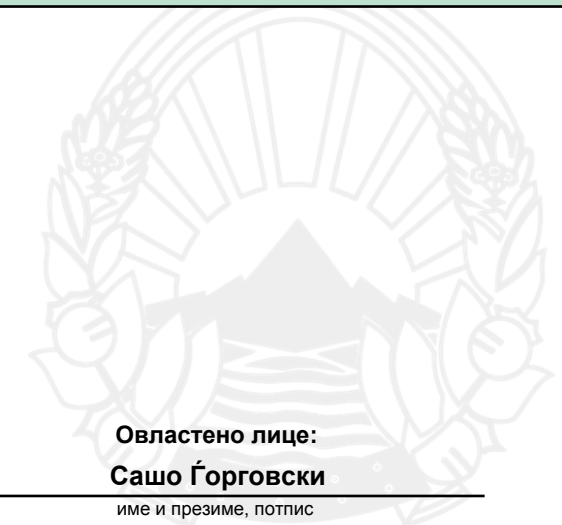 Овластено лице:
Сашо Ѓорговски
име и презиме, потпис